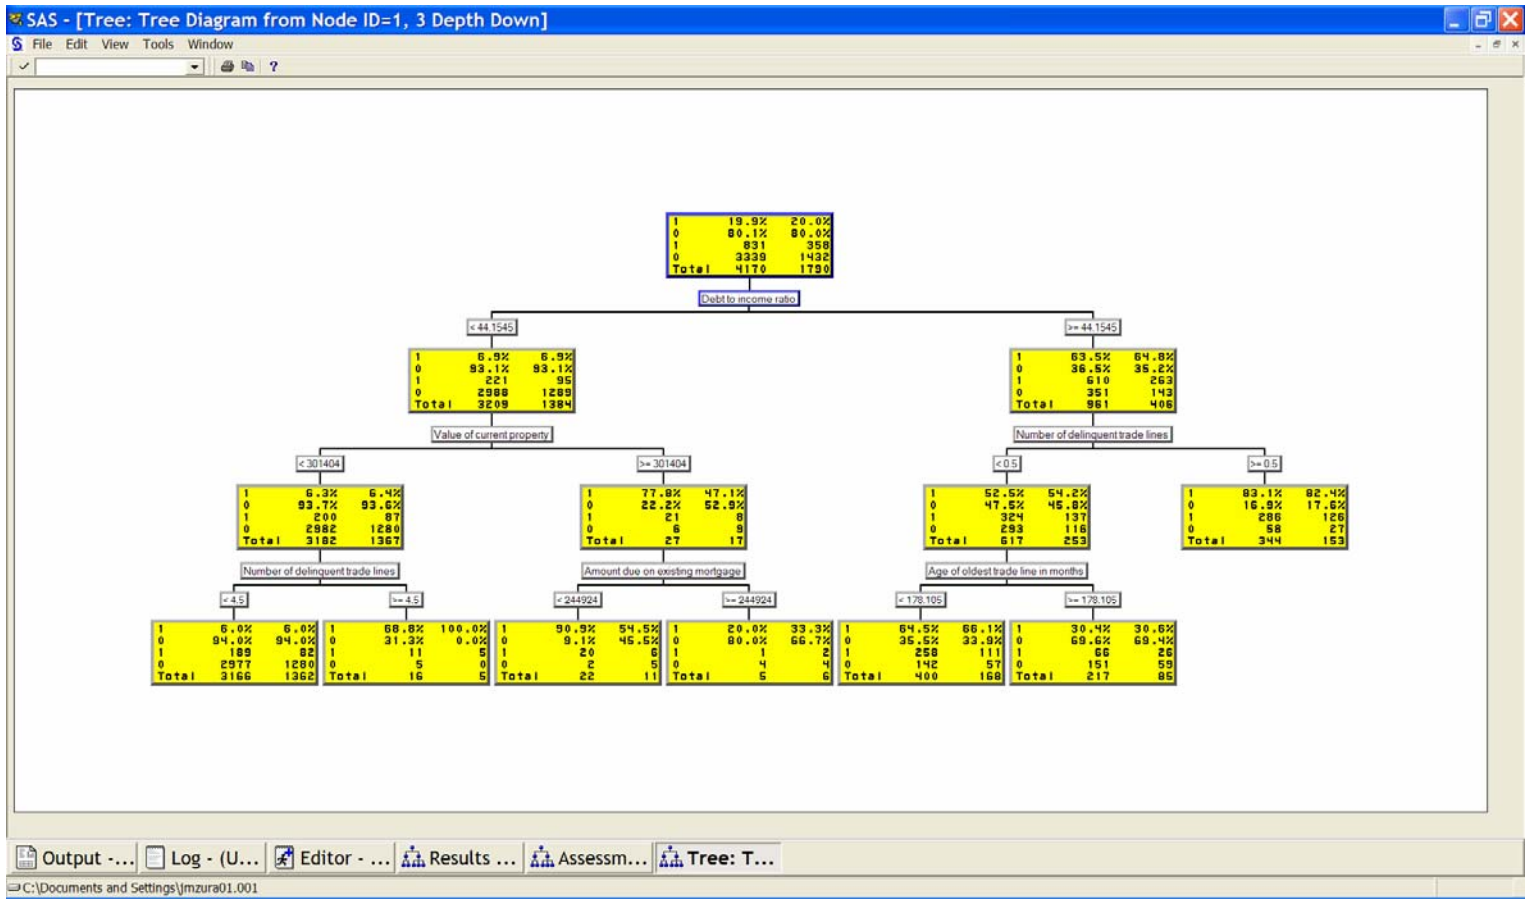 SAS - [Tree: Tree Diagram from Node ID=1, 3 Depth Down]
File Edit View Tools Window
1 19.9% 20.0%
0 80.1% 80.0%
1 831 358
0 3339 1432
Total 4170 1790
Debt to income ratio
< 44.1545
>= 44.1545
1 6.9% 6.9%
0 93.1% 93.1%
1 221 95
0 2988 1289
Total 3209 1384
1 63.5% 64.8%
0 36.5% 35.2%
1 610 263
0 351 143
Total 961 406
Value of current property
Number of delinquent trade lines
< 301404
>= 301404
< 0.5
>= 0.5
1 6.3% 6.4%
0 93.7% 93.6%
1 200 87
0 2982 1280
Total 3182 1367
1 77.8% 47.1%
0 22.2% 52.9%
1 21 8
0 6 9
Total 27 17
1 52.5% 54.2%
0 47.5% 45.8%
1 324 137
0 293 116
Total 617 253
1 83.1% 82.4%
0 16.9% 17.6%
1 286 126
0 58 27
Total 344 153
Number of delinquent trade lines
Amount due on existing mortgage
Age of oldest trade line in months
< 4.5
>= 4.5
< 244924
>= 244924
< 178.105
>= 178.105
1 6.0% 6.0%
0 94.0% 94.0%
1 189 82
0 2977 1280
Total 3166 1362
1 68.8% 100.0%
0 31.3% 0.0%
1 11 5
0 5 0
Total 16 5
1 90.9% 54.5%
0 9.1% 45.5%
1 20 6
0 2 5
Total 22 11
1 20.0% 33.3%
0 80.0% 66.7%
1 1 2
0 4 4
Total 5 6
1 64.5% 66.1%
0 35.5% 33.9%
1 258 111
0 142 57
Total 400 168
1 30.4% 30.6%
0 69.6% 69.4%
1 66 26
0 151 59
Total 217 85
Output -... Log - (U... Editor - ... Results ... Assessm... Tree: T...
C:\Documents and Settings\jmzura01.001